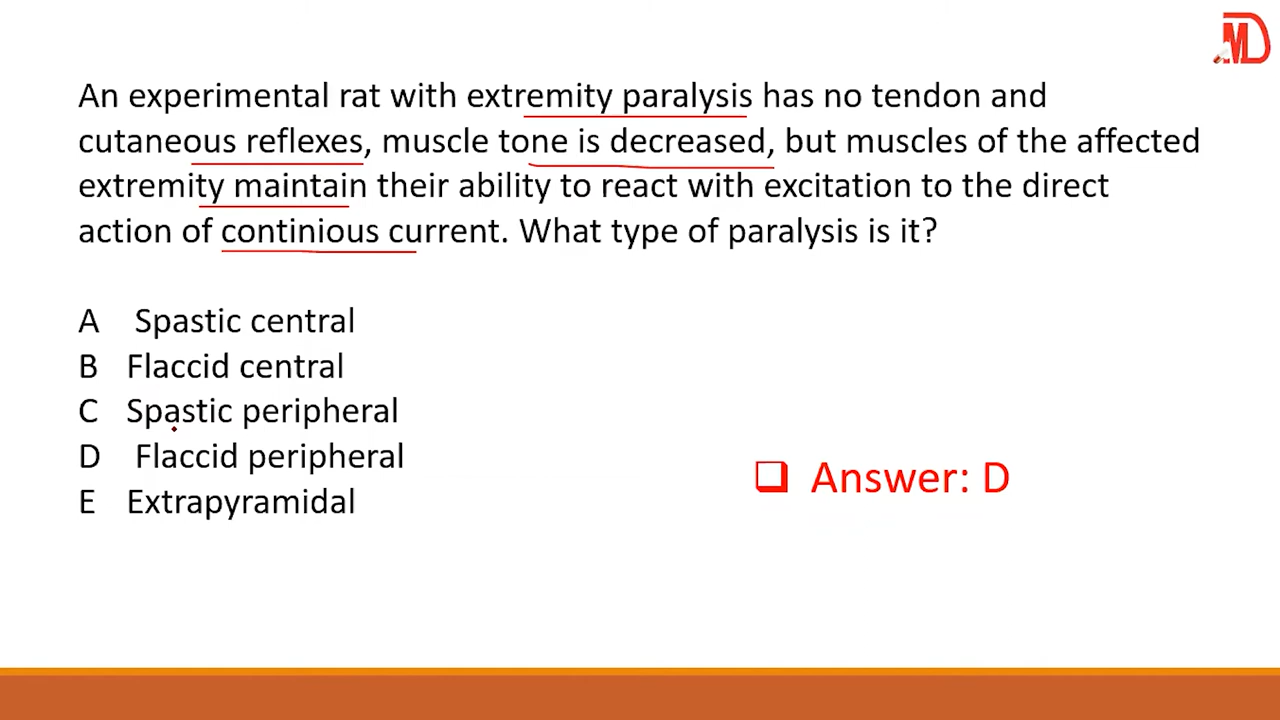 MD
An experimental rat with extremity paralysis has no tendon and
cutaneous reflexes, muscle tone is decreased, but muscles of the affected
extremity maintain their ability to react with excitation to the direct
action of continious current. What type of paralysis is it?
A Spastic central
B Flaccid central
C Spastic peripheral
D Flaccid peripheral
E Extrapyramidal
❑ Answer: D